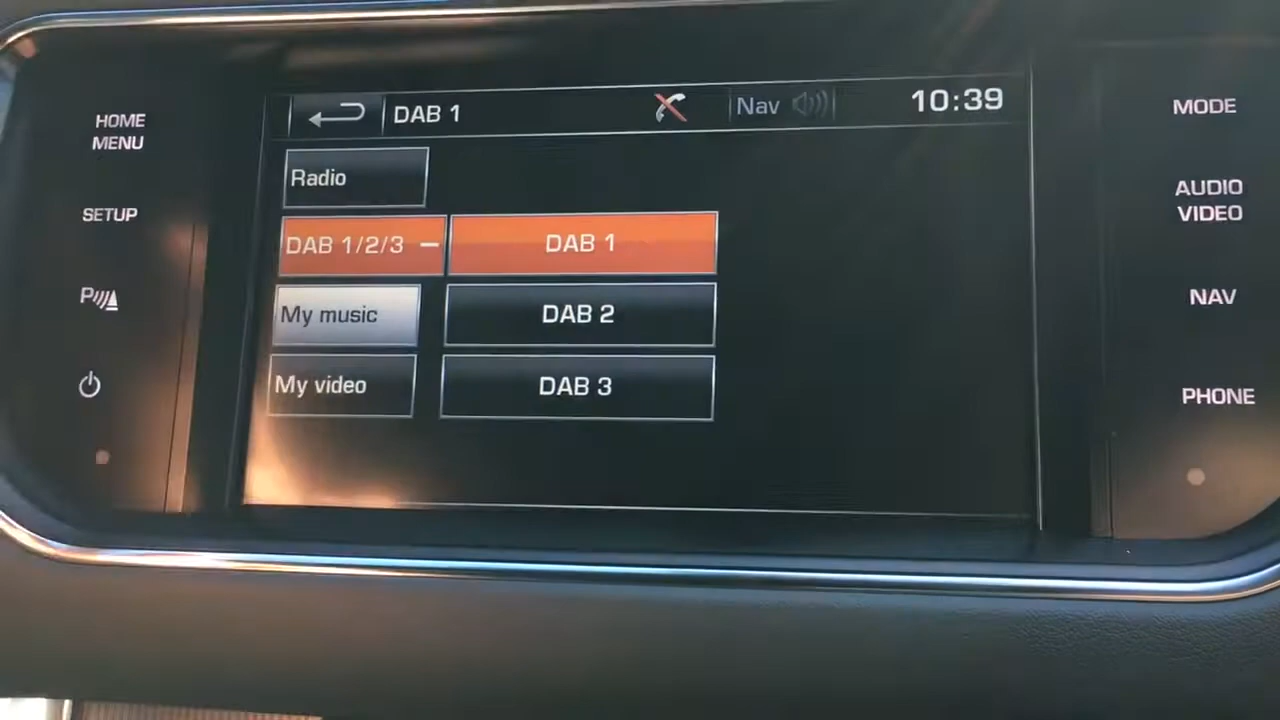 HOME
MENU
SETUP
P
DAB 1
Nav
10:39
Radio
DAB 1/2/3 –
DAB 1
My music
DAB 2
My video
DAB 3
MODE
AUDIO
VIDEO
NAV
PHONE